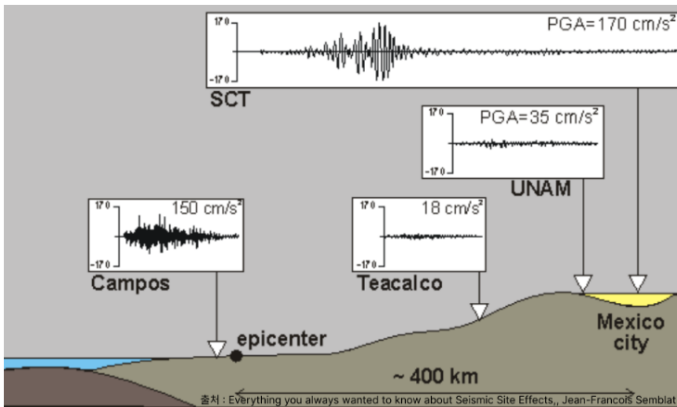 170
-170
PGA=170 cm/s²
SCT
170
-170
PGA=35 cm/s²
UNAM
170
-170
150 cm/s²
Campos
170
-170
18 cm/s²
Teacalco
epicenter
Mexico
city
~ 400 km
출처 : Everything you always wanted to know about Seismic Site Effects,, Jean-Francois Semblat